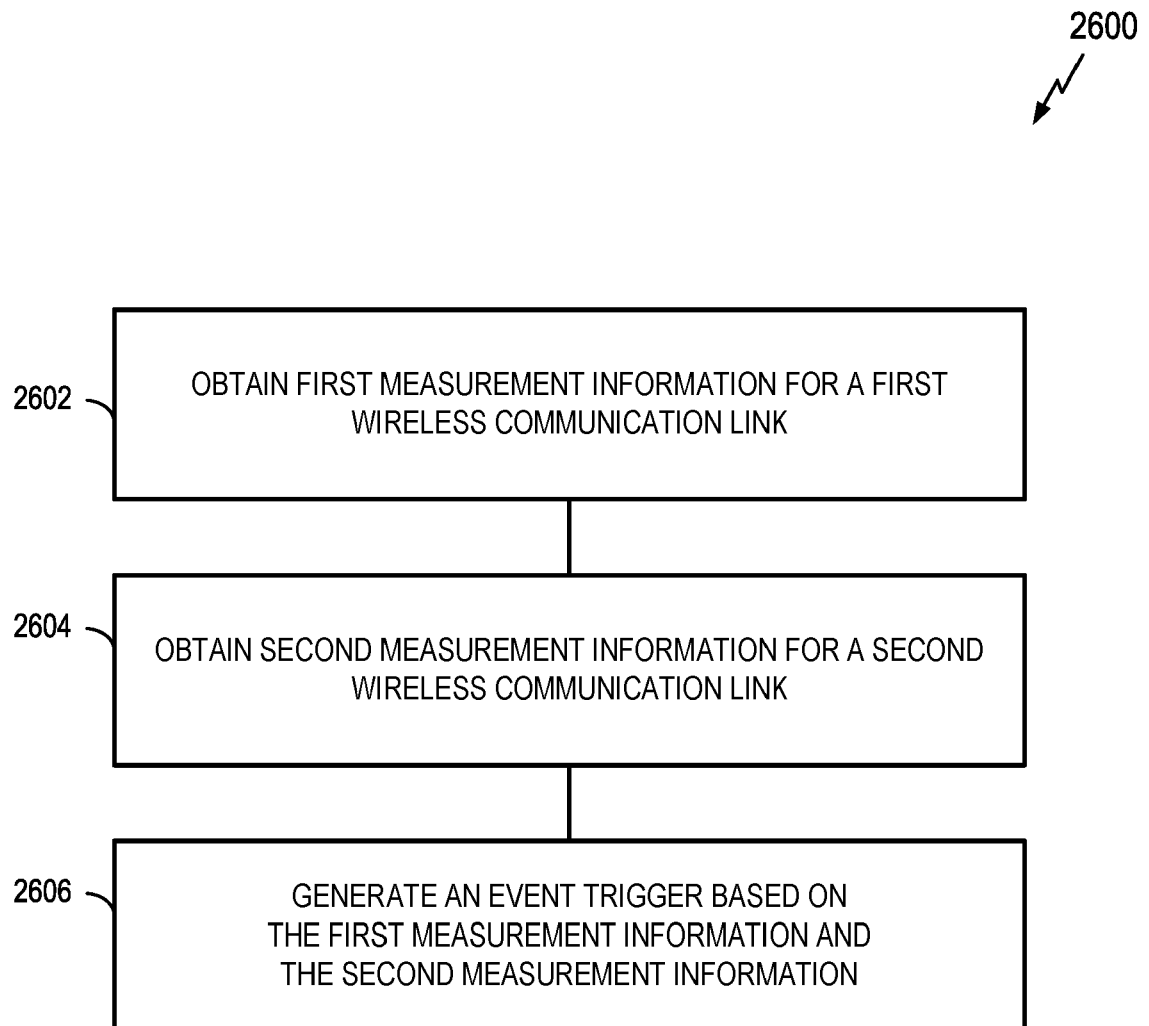 2600
2602
OBTAIN FIRST MEASUREMENT INFORMATION FOR A FIRST
WIRELESS COMMUNICATION LINK
2604
OBTAIN SECOND MEASUREMENT INFORMATION FOR A SECOND
WIRELESS COMMUNICATION LINK
2606
GENERATE AN EVENT TRIGGER BASED ON
THE FIRST MEASUREMENT INFORMATION AND
THE SECOND MEASUREMENT INFORMATION